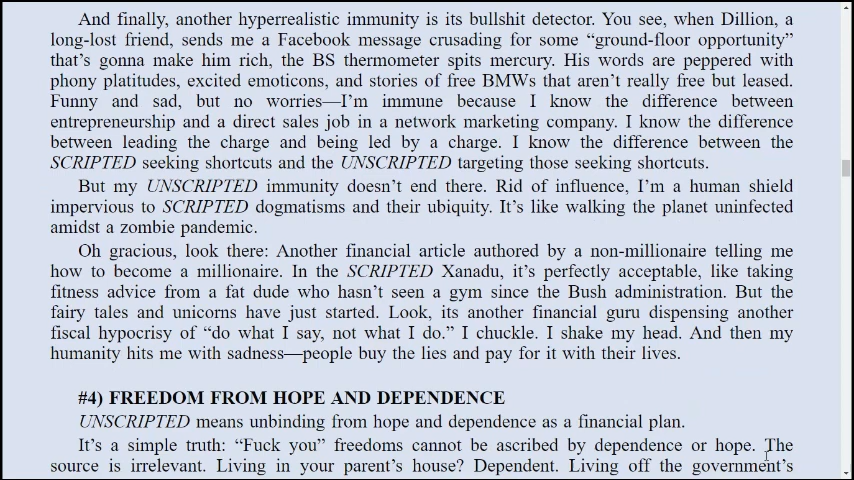 And finally, another hyperrealistic immunity is its bullshit detector. You see, when Dillion, a
long-lost friend, sends me a Facebook message crusading for some “ground-floor opportunity”
that’s gonna make him rich, the BS thermometer spits mercury. His words are peppered with
phony platitudes, excited emoticons, and stories of free BMWs that aren’t really free but leased.
Funny and sad, but no worries—I’m immune because I know the difference between
entrepreneurship and a direct sales job in a network marketing company. I know the difference
between leading the charge and being led by a charge. I know the difference between the
SCRIPTED seeking shortcuts and the UNSCRIPTED targeting those seeking shortcuts.
But my UNSCRIPTED immunity doesn’t end there. Rid of influence, I’m a human shield
impervious to SCRIPTED dogmatisms and their ubiquity. It’s like walking the planet uninfected
amidst a zombie pandemic.
Oh gracious, look there: Another financial article authored by a non-millionaire telling me
how to become a millionaire. In the SCRIPTED Xanadu, it’s perfectly acceptable, like taking
fitness advice from a fat dude who hasn’t seen a gym since the Bush administration. But the
fairy tales and unicorns have just started. Look, its another financial guru dispensing another
fiscal hypocrisy of “do what I say, not what I do.” I chuckle. I shake my head. And then my
humanity hits me with sadness—people buy the lies and pay for it with their lives.
#4) FREEDOM FROM HOPE AND DEPENDENCE
UNSCRIPTED means unbinding from hope and dependence as a financial plan.
It’s a simple truth: “Fuck you” freedoms cannot be ascribed by dependence or hope. The
source is irrelevant. Living in your parent’s house? Dependent. Living off the government’s